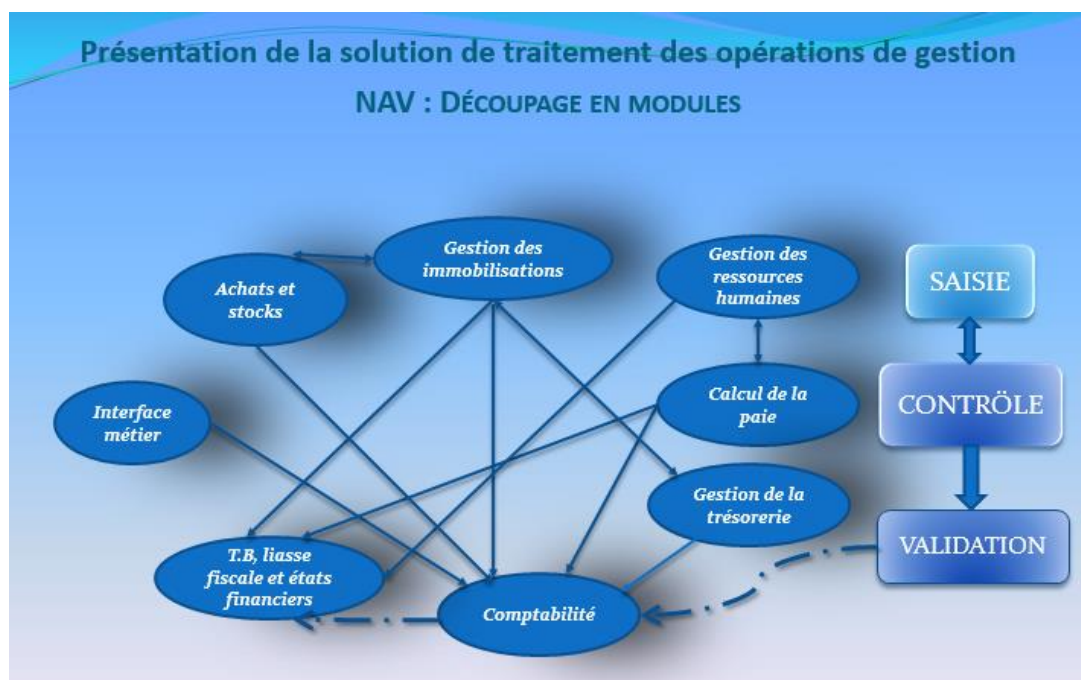 Présentation de la solution de traitement des opérations de gestion
NAV : DÉCOUPAGE EN MODULES
Gestion des
immobilisations
Gestion des
ressources
humaines
SAISIE
Achats et
stocks
Interface
métier
Calcul de la
paie
CONTRÖLE
Gestion de la
trésorerie
VALIDATION
T.B, liasse
fiscale et états
financiers
Comptabilité